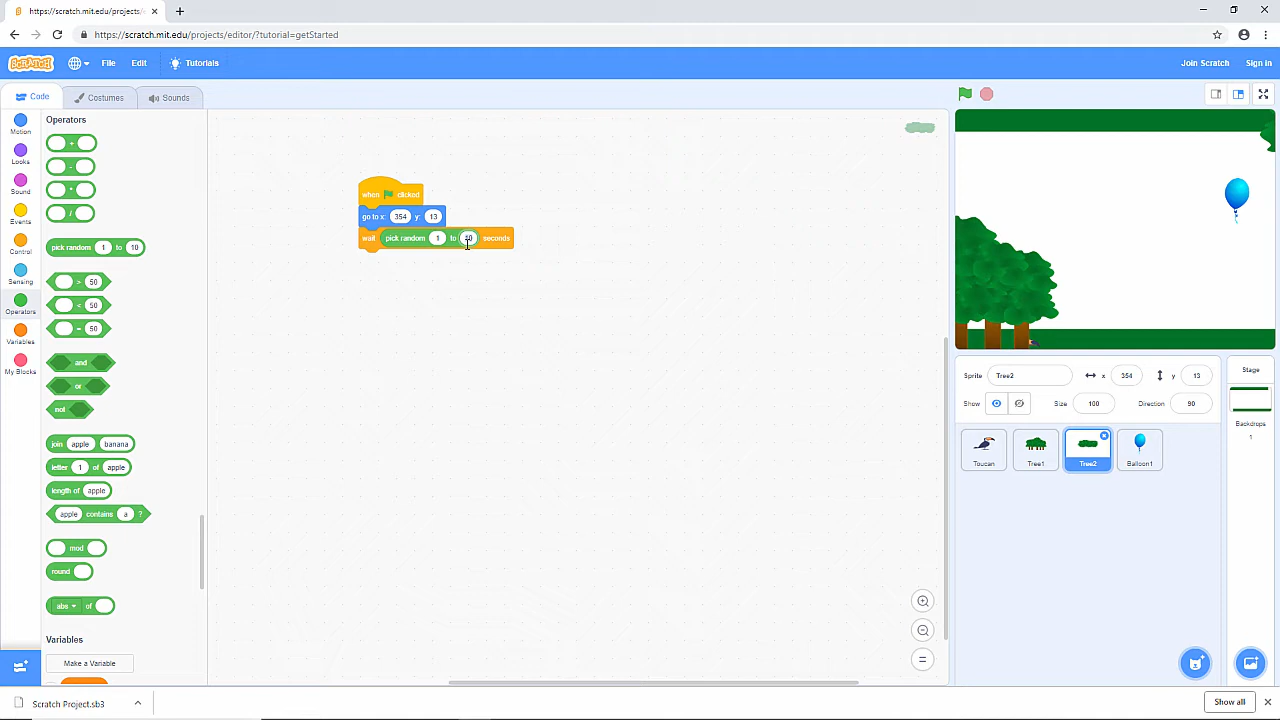 https://scratch.mit.edu/projects/
https://scratch.mit.edu/projects/editor/?tutorial=getStarted
SCRATCH File Edit Tutorials Join Scratch Sign in
Code Costumes Sounds
Motion
Looks
Sound
Events
Control
Sensing
Operators
Variables
My Blocks
Operators
+
-
*
/
pick random 1 to 10
> 50
< 50
= 50
and
or
not
join apple banana
letter 1 of apple
length of apple
apple contains a ?
mod
round
abs of
Variables
Make a Variable
when clicked
go to x: 354 y: 13
wait pick random 1 to seconds
Sprite Tree2 x 354 y 13
Show Size 100 Direction 90
Toucan Tree1 Tree2 Balloon1
Stage
Backdrops
1
Scratch Project.sb3
Show all